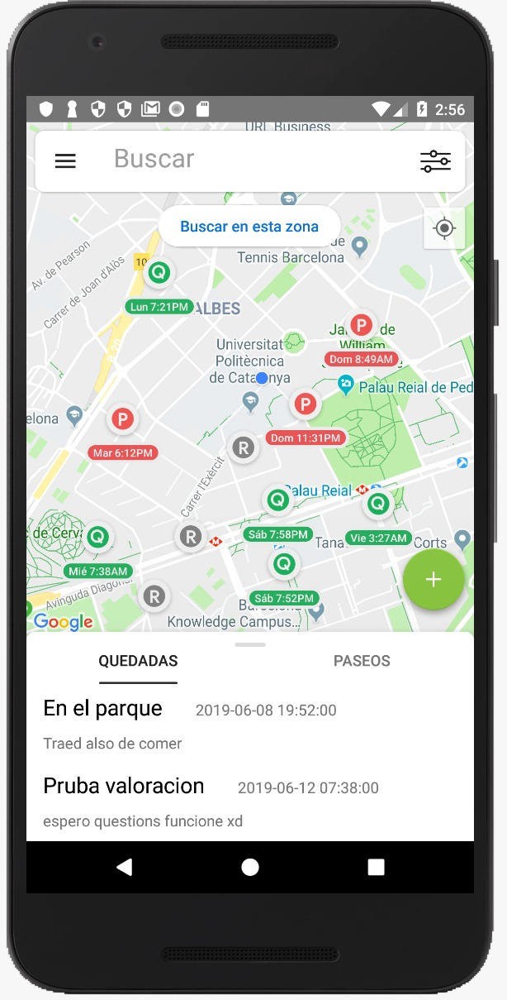 2:56
URL Business
Buscar
Buscar en esta zona
de
Tennis Barcelona
Av. de Pearson
Carrer de Joan d'Alòs
10
Q
Lun 7:21PM
ALBES
P
Dom 8:49AM
William
Universitat
Politècnica
de Catalunya
Palau Reial de Ped
elona
P
Mar 6:12PM
P
Dom 11:31PM
B-20
R
Carrer l'Exèrcit
Palau Reial
M
Q
Sáb 7:58PM
Q
Vie 3:27AM
c de Cerv
Q
Mié 7:38AM
R
M
Tana
Corts
Q
Sáb 7:52PM
+
Avinguda Diagonal
R
Google
Barcelona
Knowledge Campus...
QUEDADAS
PASEOS
En el parque
2019-06-08 19:52:00
Traed also de comer
Pruba valoracion
2019-06-12 07:38:00
espero questions funcione xd